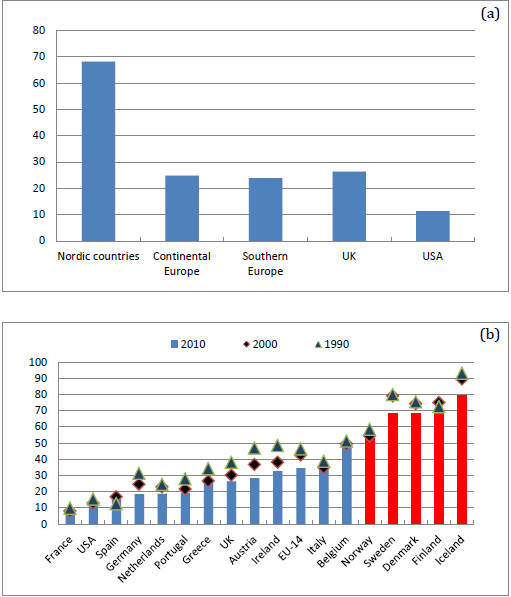 (a)
80
70
60
50
40
30
20
10
0
Nordic countries
Continental
Europe
Southern
Europe
UK
USA
(b)
2010
2000
1990
100
90
80
70
60
50
40
30
20
10
0
France
USA
Spain
Germany
Netherlands
Portugal
Greece
UK
Austria
Ireland
EU-14
Italy
Belgium
Norway
Sweden
Denmark
Finland
Iceland